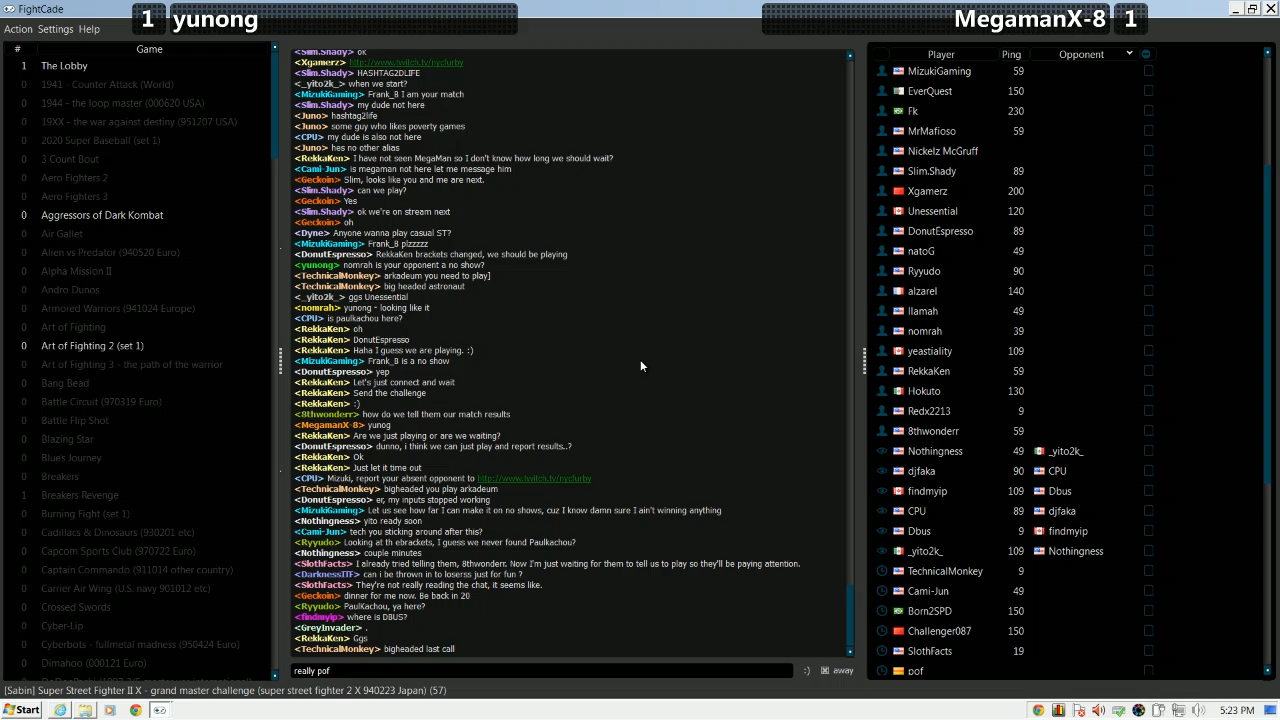 FightCade
1 yunong
MegamanX-8 1
Action Settings Help
# Game
1 The Lobby
0 1941 - Counter Attack (World)
0 1944 - the loop master (000620 USA)
0 19XX - the war against destiny (951207 USA)
0 2020 Super Baseball (set 1)
0 3 Count Bout
0 Aero Fighters 2
0 Aero Fighters 3
0 Aggressors of Dark Kombat
0 Air Gallet
0 Alien vs Predator (940520 Euro)
0 Alpha Mission II
0 Andro Dunos
0 Armored Warriors (941024 Europe)
0 Art of Fighting
0 Art of Fighting 2 (set 1)
0 Art of Fighting 3 - the path of the warrior
0 Bang Bead
0 Battle Circuit (970319 Euro)
0 Battle Flip Shot
0 Blazing Star
0 Blue's Journey
0 Breakers
1 Breakers Revenge
0 Burning Fight (set 1)
0 Cadillacs & Dinosaurs (930201 etc)
0 Capcom Sports Club (970722 Euro)
0 Captain Commando (911014 other country)
0 Carrier Air Wing (U.S. navy 901012 etc)
0 Crossed Swords
0 Cyber-Lip
0 Cyberbots - fullmetal madness (950424 Euro)
0 Dimahoo (000121 Euro)
<Slim.Shady> ok
<Xgamerz> http://www.twitch.tv/nycfurby
<Slim.Shady> HASHTAG2DLIFE
<_yito2k_> when we start?
<MizukiGaming> Frank_B I am your match
<Slim.Shady> my dude not here
<Juno> hashtag2life
<Juno> some guy who likes poverty games
<CPU> my dude is also not here
<Juno> hes no other alias
<RekkaKen> I have not seen MegaMan so I don't know how long we should wait?
<Cami-Jun> is megaman not here let me message him
<Geckoin> Slim, looks like you and me are next.
<Slim.Shady> can we play?
<Geckoin> Yes
<Slim.Shady> ok we're on stream next
<Geckoin> oh
<Dyne> Anyone wanna play casual ST?
<MizukiGaming> Frank_B plzzzzz
<DonutEspresso> RekkaKen brackets changed, we should be playing
<yunong> nomrah is your opponent a no show?
<TechnicalMonkey> arkadeum you need to play]
<TechnicalMonkey> big headed astronaut
<_yito2k_> ggs Unessential
<nomrah> yunong - looking like it
<CPU> is paulkachou here?
<RekkaKen> oh
<RekkaKen> DonutEspresso
<RekkaKen> Haha I guess we are playing. :)
<MizukiGaming> Frank_B is a no show
<DonutEspresso> yep
<RekkaKen> Let's just connect and wait
<RekkaKen> Send the challenge
<RekkaKen> :)
<8thwonderr> how do we tell them our match results
<MegamanX-8> yunog
<RekkaKen> Are we just playing or are we waiting?
<DonutEspresso> dunno, i think we can just play and report results..?
<RekkaKen> Ok
<RekkaKen> Just let it time out
<CPU> Mizuki, report your absent opponent to http://www.twitch.tv/nycfurby
<TechnicalMonkey> bigheaded you play arkadeum
<DonutEspresso> er, my inputs stopped working
<MizukiGaming> Let us see how far I can make it on no shows, cuz I know damn sure I ain't winning anything
<Nothingness> yito ready soon
<Cami-Jun> tech you sticking around after this?
<Ryyudo> Looking at th ebrackets, I guess we never found Paulkachou?
<Nothingness> couple minutes
<SlothFacts> I already tried telling them, 8thwonderr. Now I'm just waiting for them to tell us to play so they'll be paying attention.
<DarknessITF> can i be thrown in to loserss just for fun ?
<SlothFacts> They're not really reading the chat, it seems like.
<Geckoin> dinner for me now. Be back in 20
<Ryyudo> PaulKachou, ya here?
<findmyip> where is DBUS?
<GreyInvader> .
<RekkaKen> Ggs
<TechnicalMonkey> bigheaded last call
really pof
:) away
Player Ping Opponent
MizukiGaming 59
EverQuest 150
Fk 230
MrMafioso 59
Nickelz McGruff
Slim.Shady 89
Xgamerz 200
Unessential 120
DonutEspresso 89
natoG 49
Ryyudo 90
alzarel 140
llamah 49
nomrah 39
yeastiality 109
RekkaKen 59
Hokuto 130
Redx2213 9
8thwonderr 59
Nothingness 49 _yito2k_
djfaka 90 CPU
findmyip 109 Dbus
CPU 89 djfaka
Dbus 9 findmyip
_yito2k_ 109 Nothingness
TechnicalMonkey 9
Cami-Jun 49
Born2SPD 150
Challenger087 150
SlothFacts 19
pof
[Sabin] Super Street Fighter II X - grand master challenge (super street fighter 2 X 940223 Japan) (57)
Start
5:23 PM